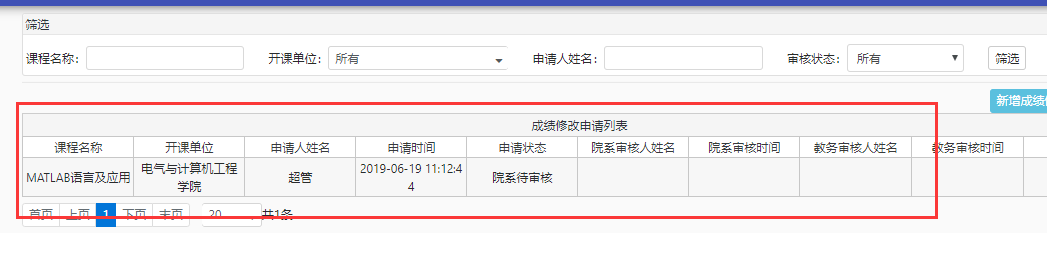 筛选
课程名称： 开课单位： 所有 申请人姓名： 审核状态： 所有 筛选
新增成绩
成绩修改申请列表
课程名称 开课单位 申请人姓名 申请时间 申请状态 院系审核人姓名 院系审核时间 教务审核人姓名 教务审核时间
MATLAB语言及应用 电气与计算机工程 超管 2019-06-19 11:12:4 院系待审核
学院 4
首页 上页 1 下页 末页 20 共1条